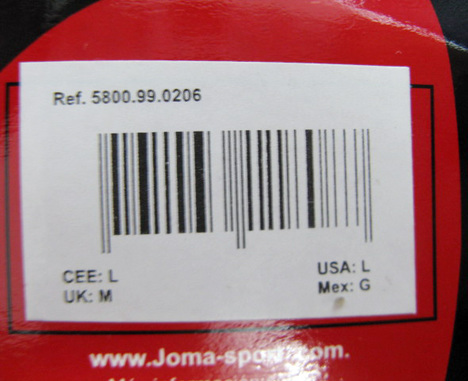 Ref. 5800.99.0206
CEE: L
UK: M
USA: L
Mex: G
www.Joma-sport.com.